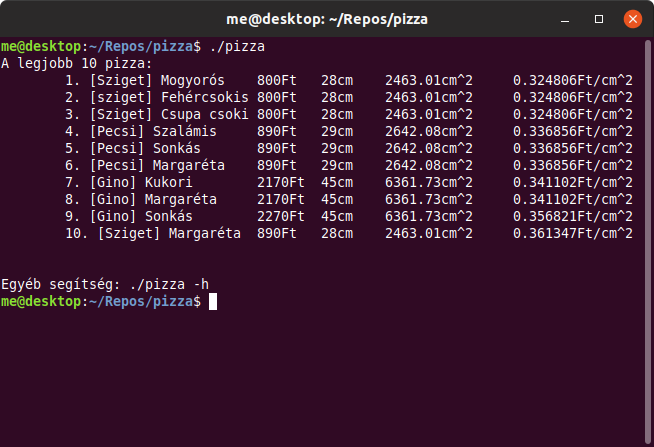 me@desktop: ~/Repos/pizza
me@desktop:~/Repos/pizza$ ./pizza
A legjobb 10 pizza:
1. [Sziget] Mogyorós 800Ft 28cm 2463.01cm^2 0.324806Ft/cm^2
2. [sziget] Fehércsokis 800Ft 28cm 2463.01cm^2 0.324806Ft/cm^2
3. [Sziget] Csupa csoki 800Ft 28cm 2463.01cm^2 0.324806Ft/cm^2
4. [Pecsi] Szalámis 890Ft 29cm 2642.08cm^2 0.336856Ft/cm^2
5. [Pecsi] Sonkás 890Ft 29cm 2642.08cm^2 0.336856Ft/cm^2
6. [Pecsi] Margaréta 890Ft 29cm 2642.08cm^2 0.336856Ft/cm^2
7. [Gino] Kukori 2170Ft 45cm 6361.73cm^2 0.341102Ft/cm^2
8. [Gino] Margaréta 2170Ft 45cm 6361.73cm^2 0.341102Ft/cm^2
9. [Gino] Sonkás 2270Ft 45cm 6361.73cm^2 0.356821Ft/cm^2
10. [Sziget] Margaréta 890Ft 28cm 2463.01cm^2 0.361347Ft/cm^2
Egyéb segítség: ./pizza -h
me@desktop:~/Repos/pizza$